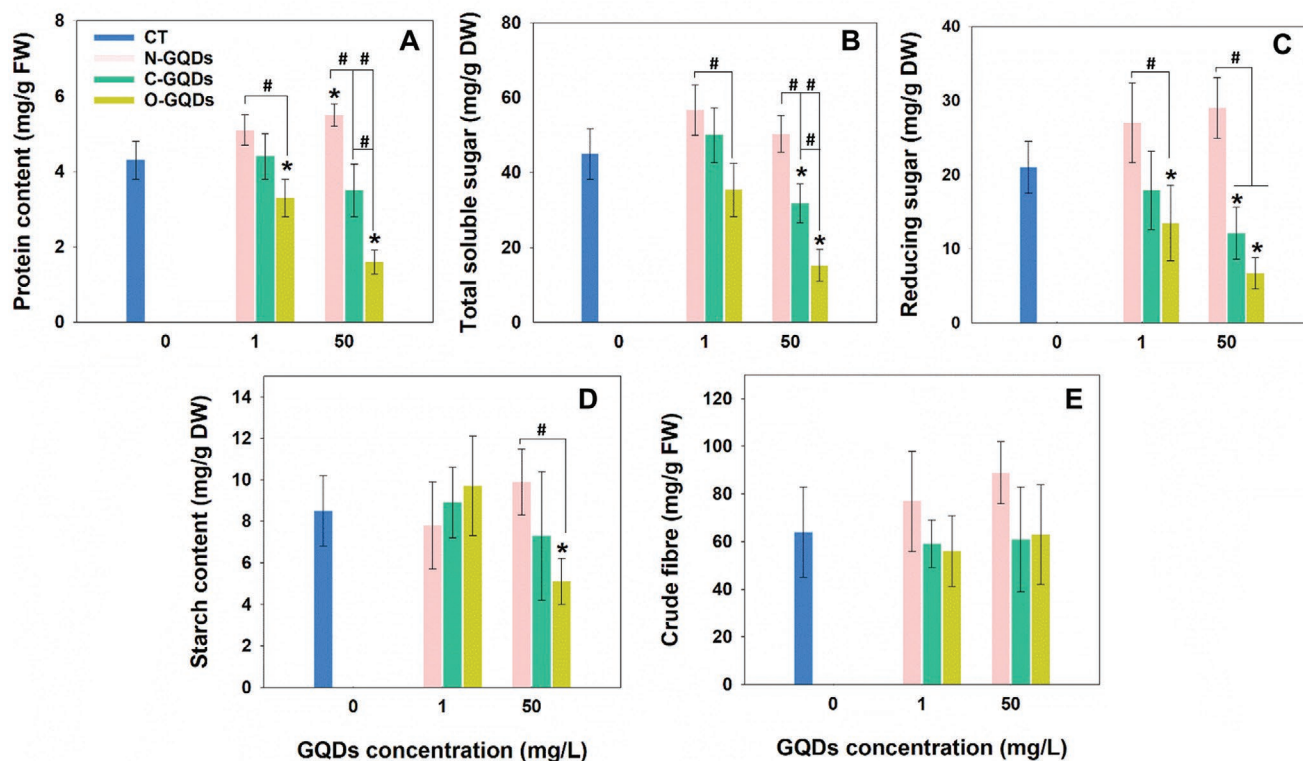 A
CT
N-GQDs
C-GQDs
O-GQDs
Protein content (mg/g FW)
8
6
4
2
0
# # #
*
#
*
*
0 1 50
B
Total soluble sugar (mg/g DW)
80
60
40
20
0
# # #
#
*
*
0 1 50
C
Reducing sugar (mg/g DW)
40
30
20
10
0
# #
*
*
*
0 1 50
D
Starch content (mg/g DW)
14
12
10
8
6
4
2
0
#
*
0 1 50
GQDs concentration (mg/L)
E
Crude fibre (mg/g FW)
120
100
80
60
40
20
0
0 1 50
GQDs concentration (mg/L)